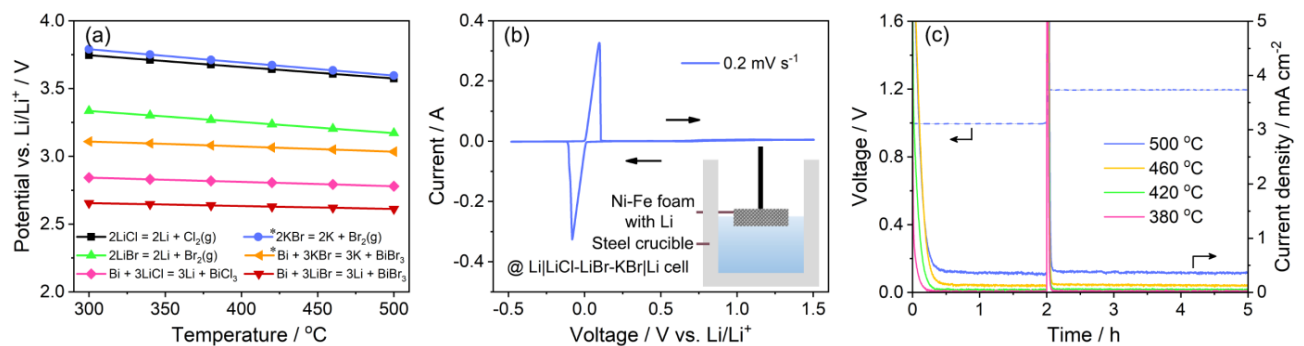 (a)
Potential vs. Li/Li⁺ / V
4.0
3.5
3.0
2.5
2.0
2LiCl = 2Li + Cl₂(g)
*2KBr = 2K + Br₂(g)
2LiBr = 2Li + Br₂(g)
*Bi + 3KBr = 3K + BiBr₃
Bi + 3LiCl = 3Li + BiCl₃
Bi + 3LiBr = 3Li + BiBr₃
300 350 400 450 500
Temperature / °C
(b)
Current / A
0.4
0.2
0.0
-0.2
-0.4
0.2 mV s⁻¹
Ni-Fe foam
with Li
Steel crucible
@ Li|LiCl-LiBr-KBr|Li cell
-0.5 0.0 0.5 1.0 1.5
Voltage / V vs. Li/Li⁺
(c)
Voltage / V
1.6
1.2
0.8
0.4
0.0
500 °C
460 °C
420 °C
380 °C
5
4
3
2
1
0
Current density / mA cm⁻²
0 1 2 3 4 5
Time / h